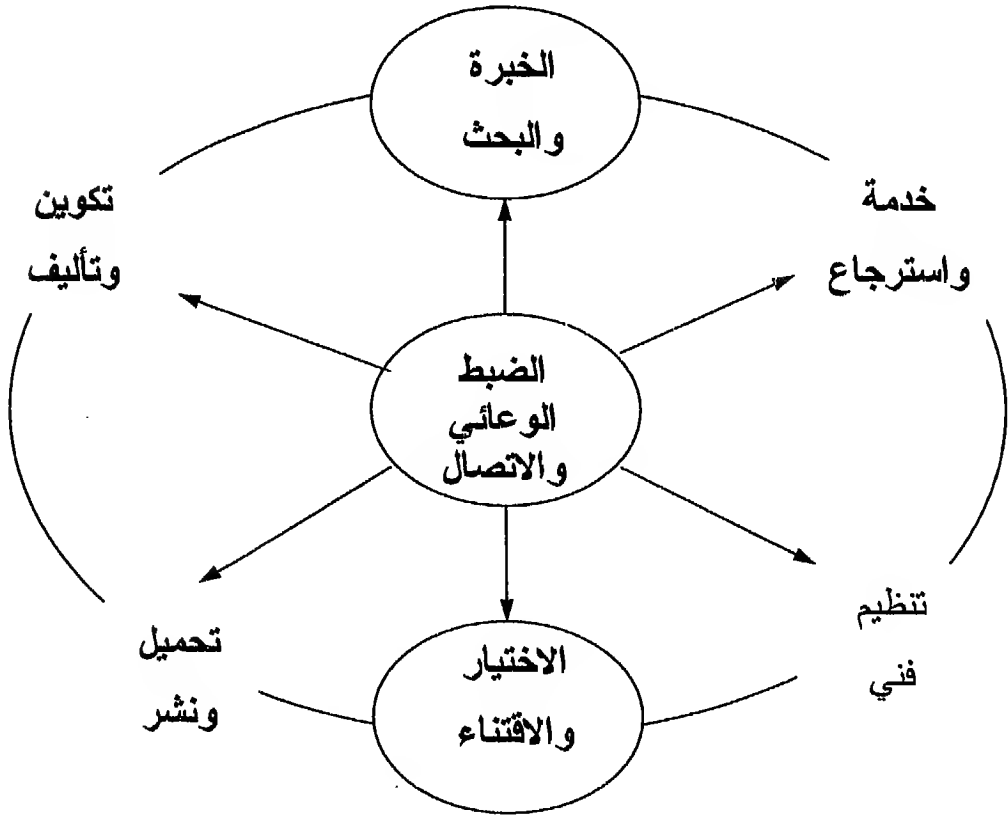 الخبرة
والبحث
خدمة
واسترجاع
تكوين
وتأليف
الضبط
الوعائي
والاتصال
تنظيم
فني
تحميل
ونشر
الاختيار
والاقتناء